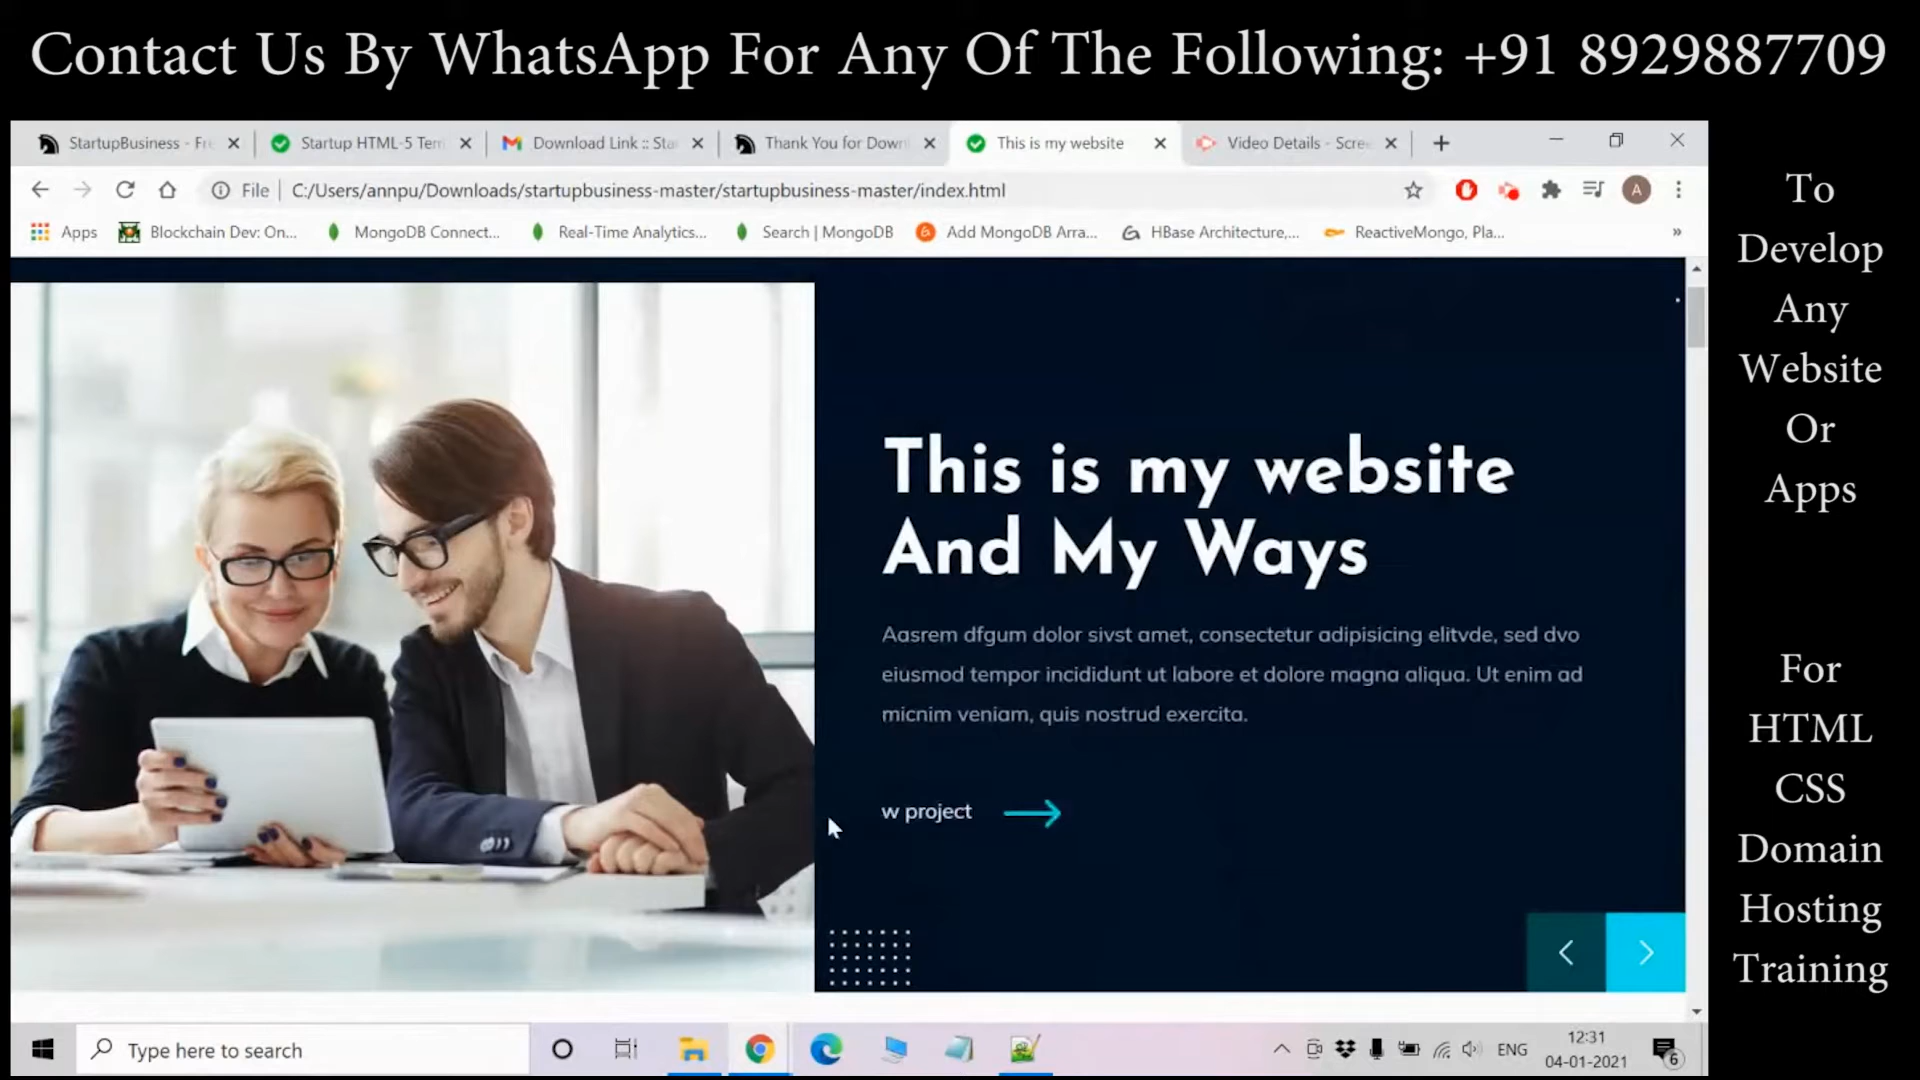 Contact Us By WhatsApp For Any Of The Following: +91 8929887709
StartupBusiness - Fre
Startup HTML-5 Tem
Download Link :: Sta
Thank You for Down
This is my website
Video Details - Scree
File
C:/Users/annpu/Downloads/startupbusiness-master/startupbusiness-master/index.html
A
Apps
Blockchain Dev: On...
MongoDB Connect...
Real-Time Analytics...
Search | MongoDB
Add MongoDB Arra...
HBase Architecture,...
ReactiveMongo, Pla...
»
This is my website
And My Ways
Aasrem dfgum dolor sivst amet, consectetur adipisicing elitvde, sed dvo
eiusmod tempor incididunt ut labore et dolore magna aliqua. Ut enim ad
micnim veniam, quis nostrud exercita.
w project
To
Develop
Any
Website
Or
Apps
For
HTML
CSS
Domain
Hosting
Training
Type here to search
ENG
12:31
04-01-2021
6